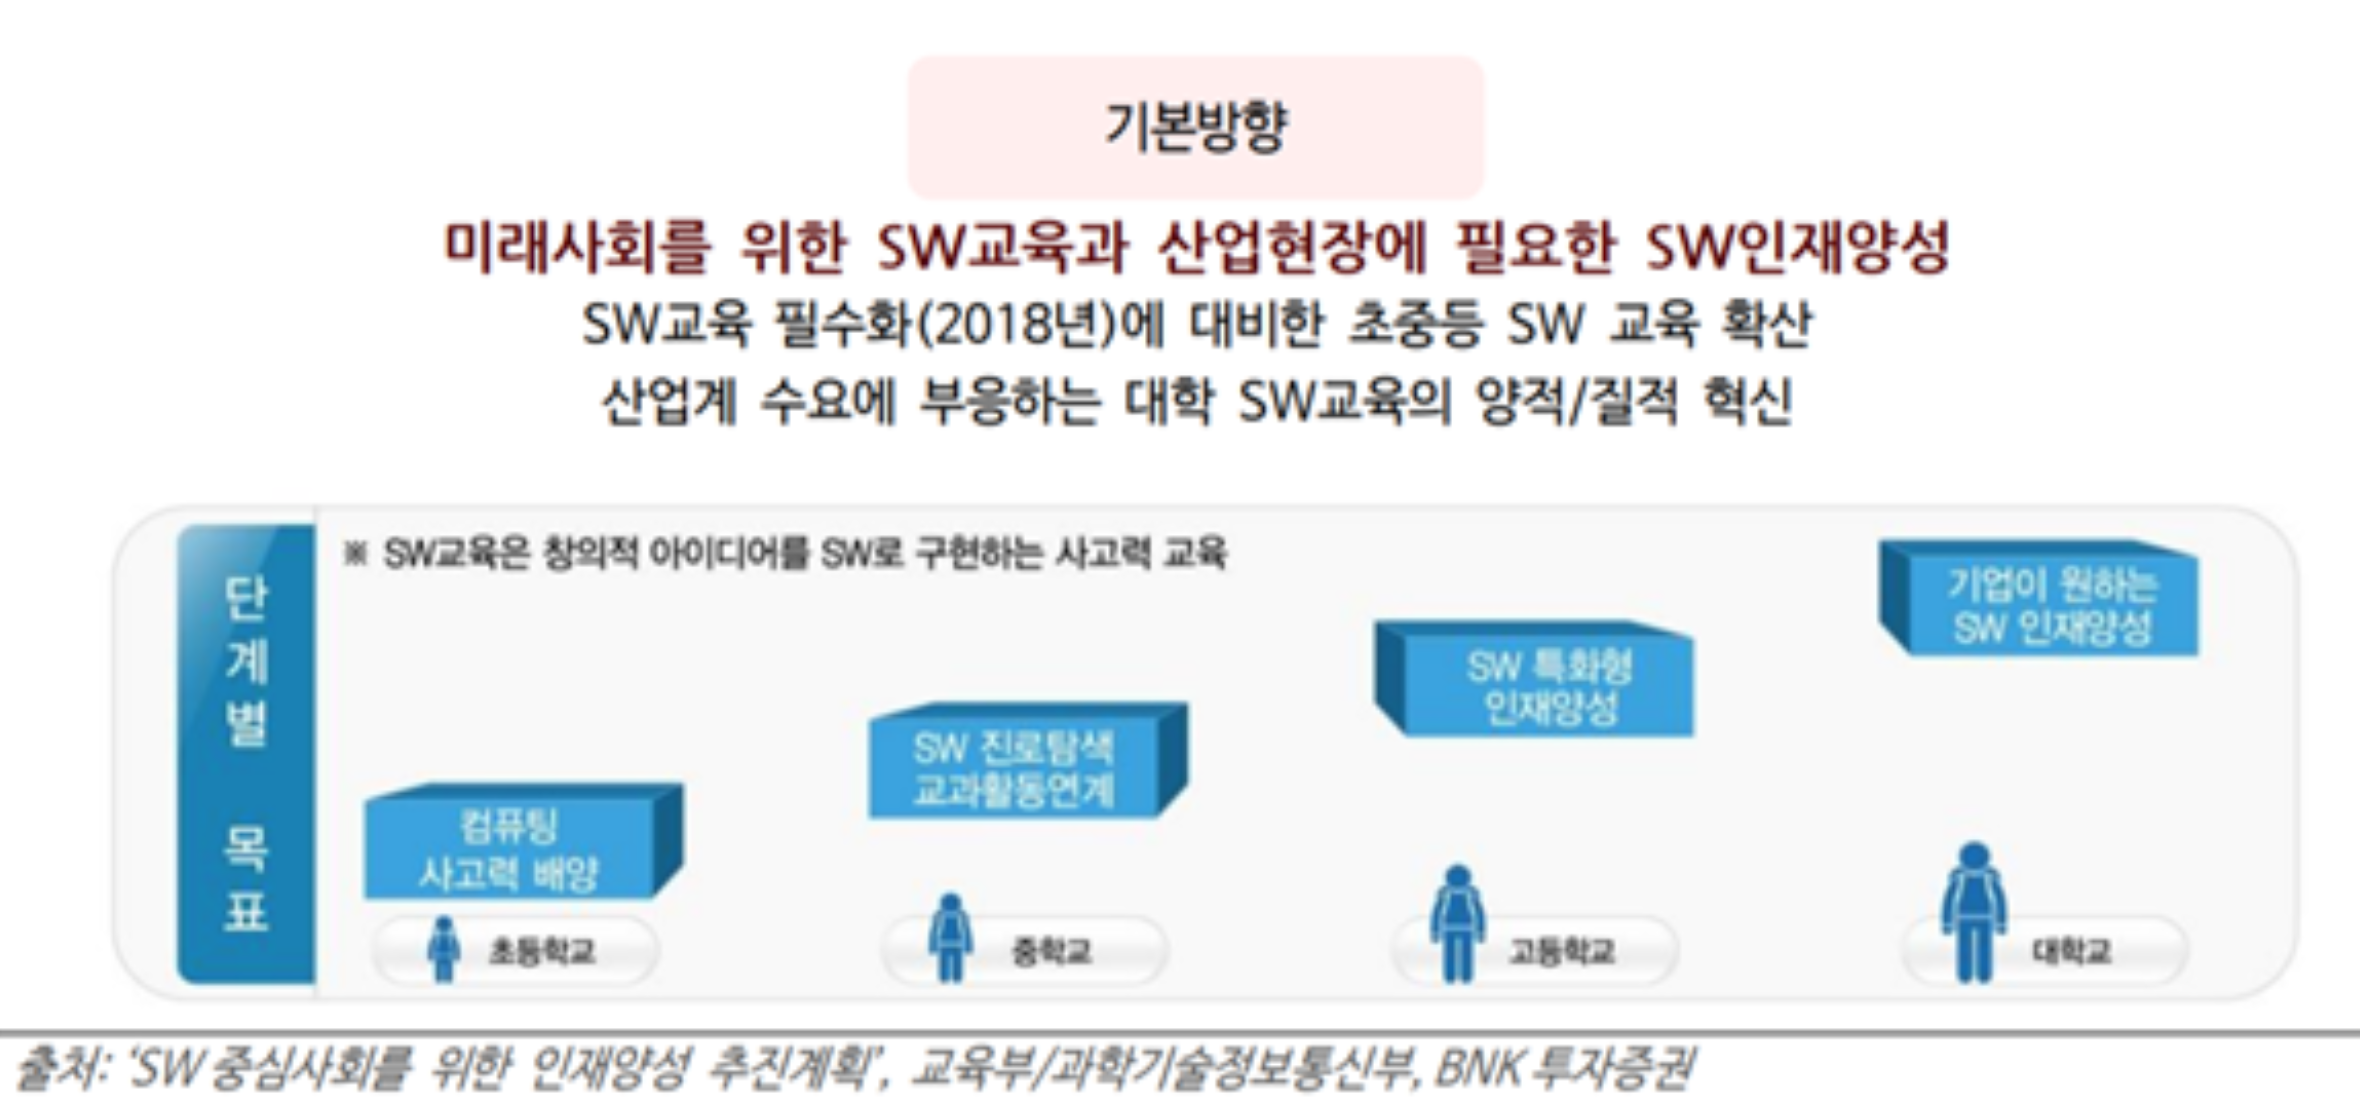 기본방향
미래사회를 위한 SW교육과 산업현장에 필요한 SW인재양성
SW교육 필수화(2018년)에 대비한 초중등 SW 교육 확산
산업계 수요에 부응하는 대학 SW교육의 양적/질적 혁신
단계별 목표
※ SW교육은 창의적 아이디어를 SW로 구현하는 사고력 교육
컴퓨팅
사고력 배양
초등학교
SW 진로탐색
교과활동연계
중학교
SW 특화형
인재양성
고등학교
기업이 원하는
SW 인재양성
대학교
출처: 'SW 중심사회를 위한 인재양성 추진계획', 교육부/과학기술정보통신부, BNK 투자증권